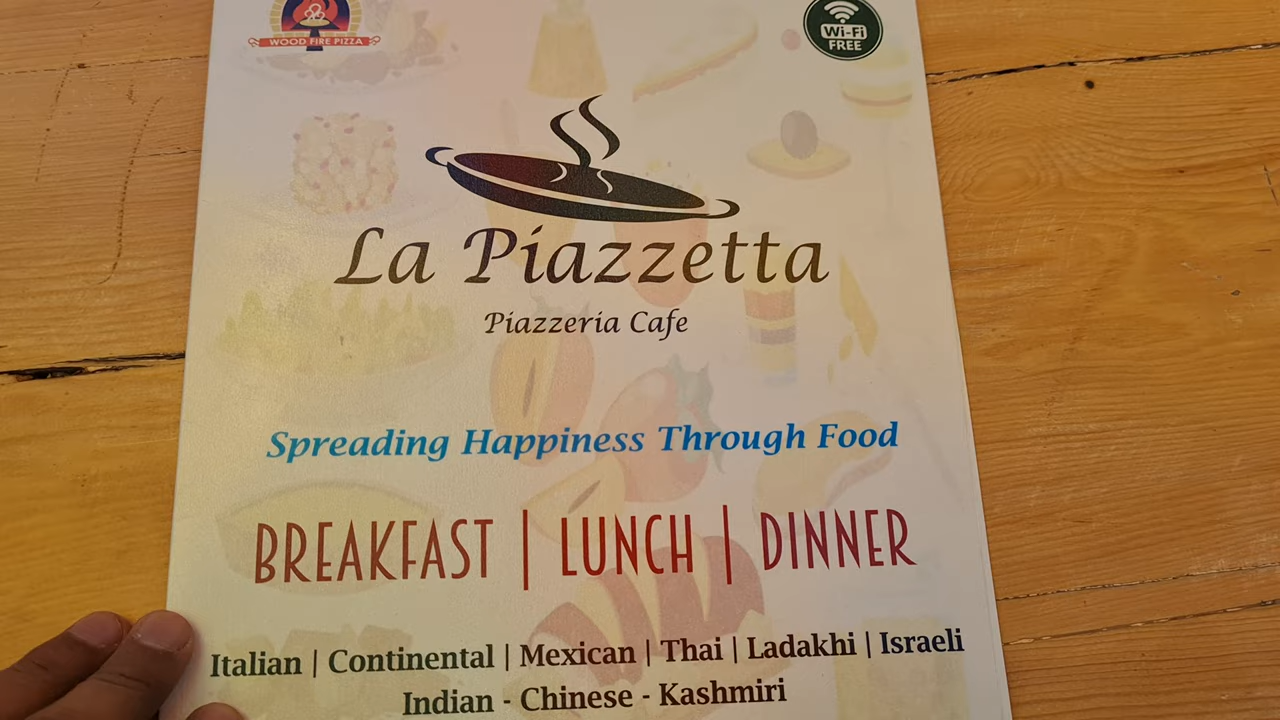 WOOD FIRE PIZZA
Wi-Fi
FREE
La Piazzetta
Piazzeria Cafe
Spreading Happiness Through Food
BREAKFAST | LUNCH | DINNER
Italian | Continental | Mexican | Thai | Ladakhi | Israeli
Indian - Chinese - Kashmiri